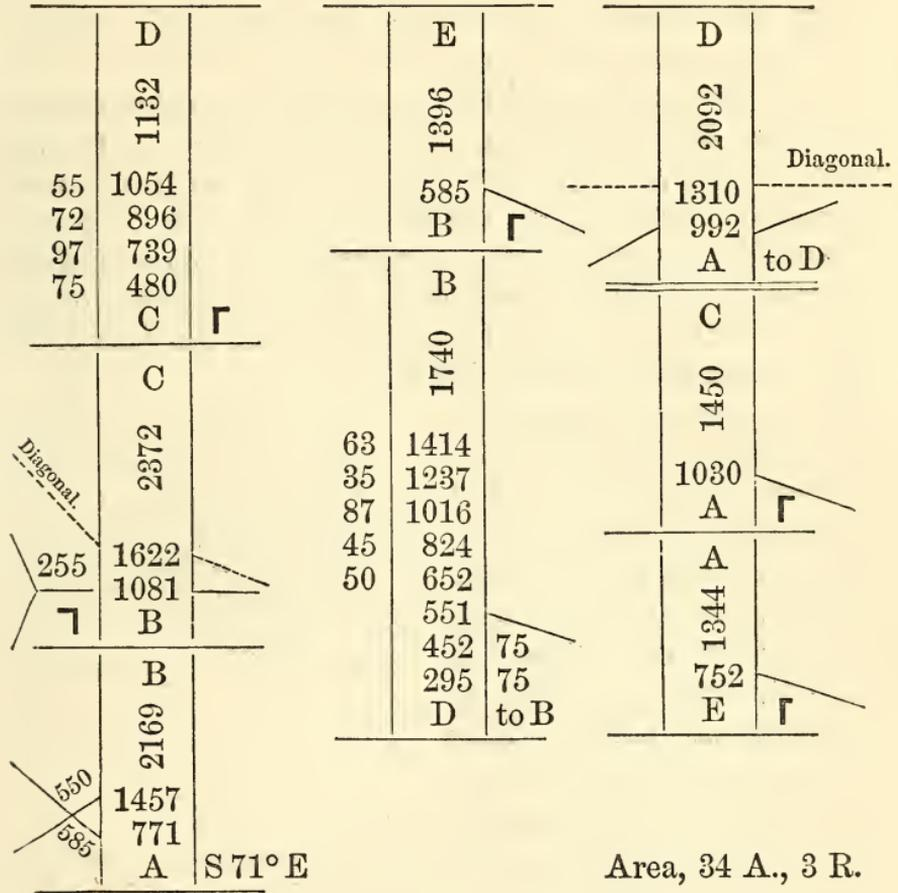 D
1132
55 1054
72 896
97 739
75 480
C Γ
C
2372
Diagonal.
255 1622
1081
B
B
2169
550
1457
585 771
A S 71° E
E
1396
585
B Γ
B
1740
63 1414
35 1237
87 1016
45 824
50 652
551
452 75
295 75
D to B
D
2092
Diagonal.
1310
992
A to D
C
1450
1030
A Γ
A
1344
752
E Γ
Area, 34 A., 3 R.